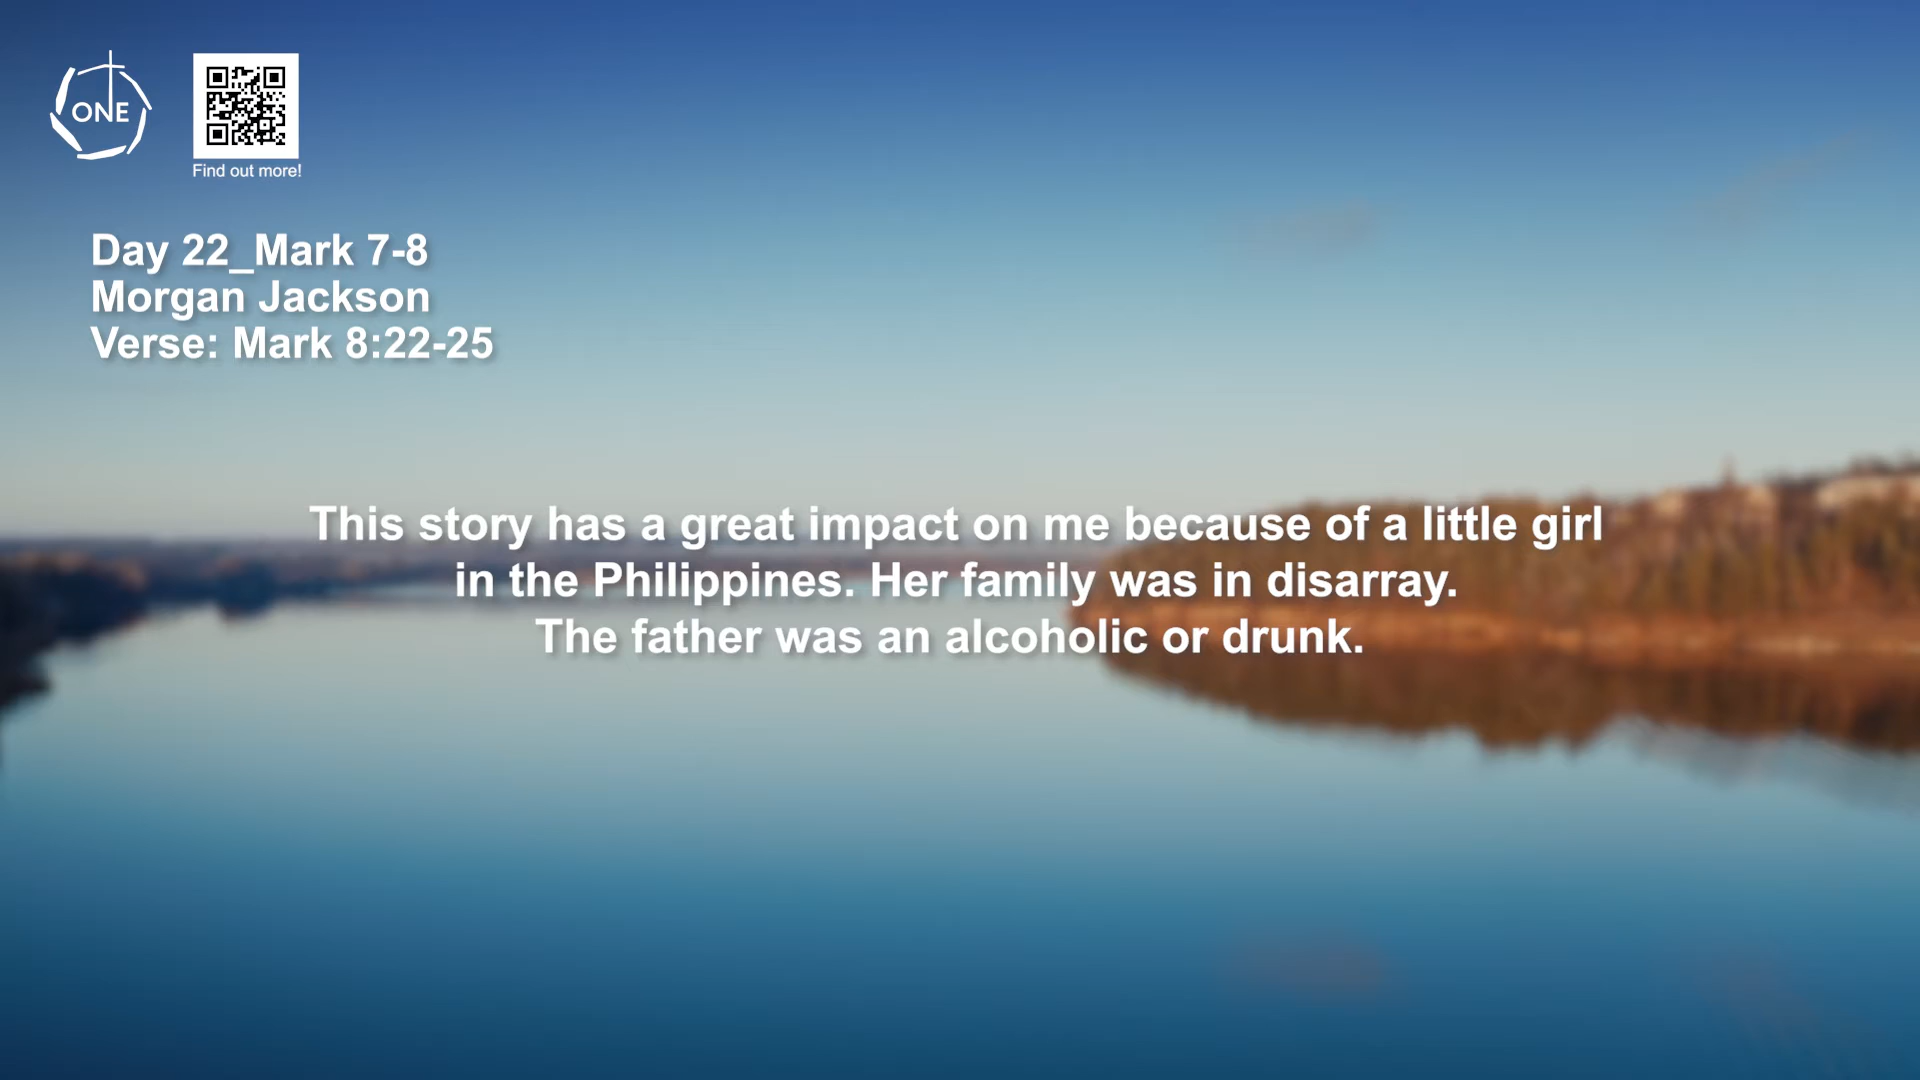 ONE
Find out more!
Day 22_Mark 7-8
Morgan Jackson
Verse: Mark 8:22-25
This story has a great impact on me because of a little girl
in the Philippines. Her family was in disarray.
The father was an alcoholic or drunk.